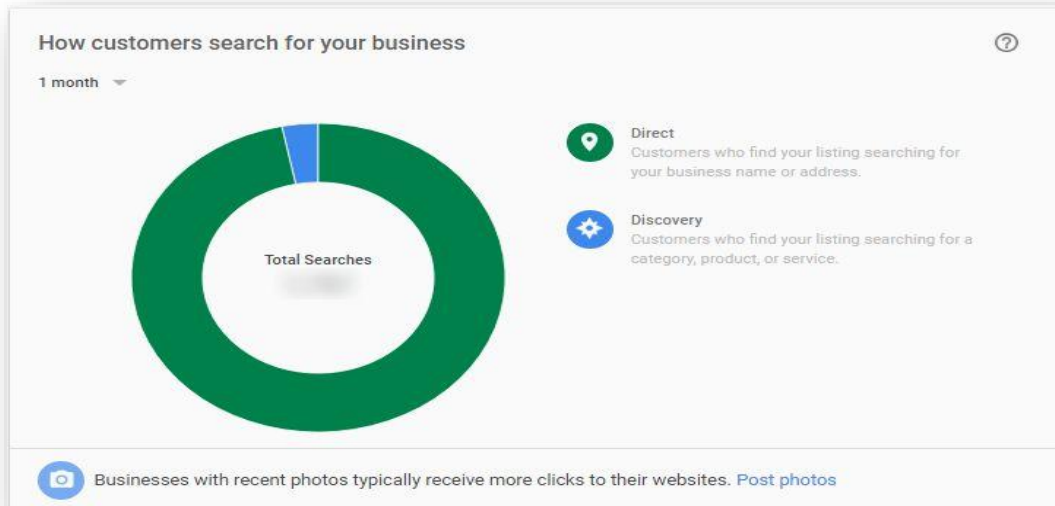 How customers search for your business
1 month
Direct
Customers who find your listing searching for
your business name or address.
Discovery
Customers who find your listing searching for a
category, product, or service.
Total Searches
Businesses with recent photos typically receive more clicks to their websites. Post photos